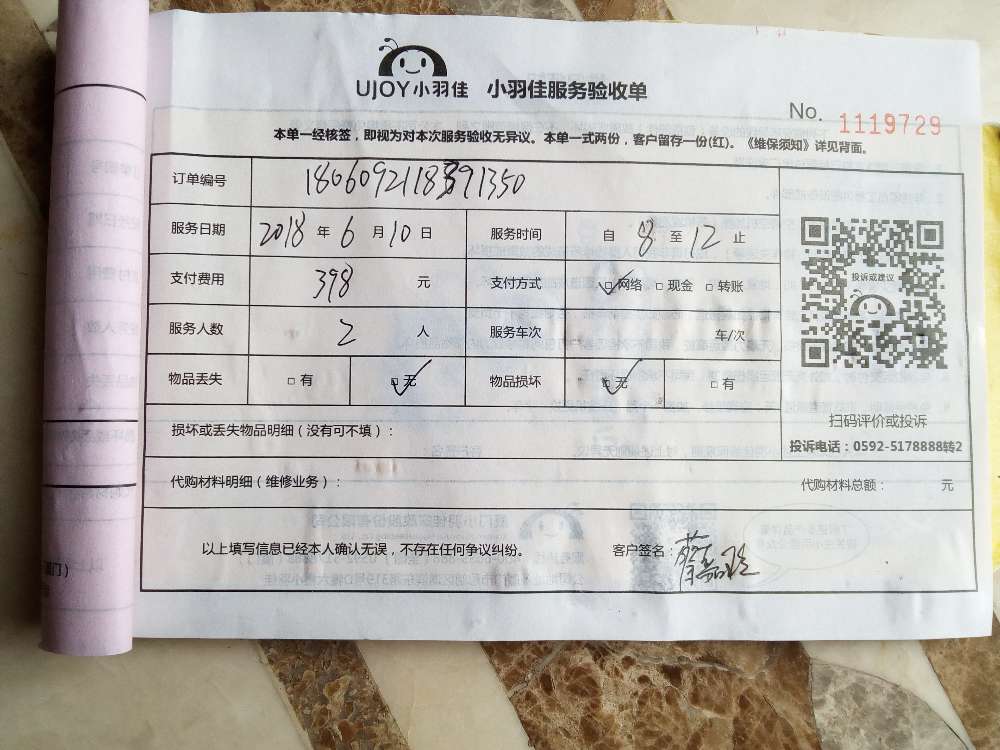 UJOY小羽佳 小羽佳服务验收单
No. 1119729
本单一经核签，即视为对本次服务验收无异议。本单一式两份，客户留存一份(红)。《维保须知》详见背面。
订单编号
服务日期 2018 年 6 月 10 日 服务时间 自 8 至 12 止
支付费用 398 元 支付方式 ☑网络 □现金 □转账
投诉或建议
服务人数 2 人 服务车次 车/次
物品丢失 □有 ☑无 物品损坏 ☑无 □有
扫码评价或投诉
损坏或丢失物品明细（没有可不填）：
投诉电话：0592-5178888转2
代购材料明细（维修业务）： 代购材料总额： 元
以上填写信息已经本人确认无误，不存在任何争议纠纷。 客户签名：